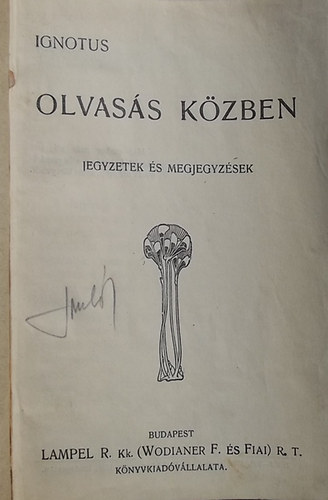 IGNOTUS
OLVASÁS KÖZBEN
JEGYZETEK ÉS MEGJEGYZÉSEK
BUDAPEST
LAMPEL R. KK. (WODIANER F. ÉS FIAI) R. T.
KÖNYVKIADÓVÁLLALATA.